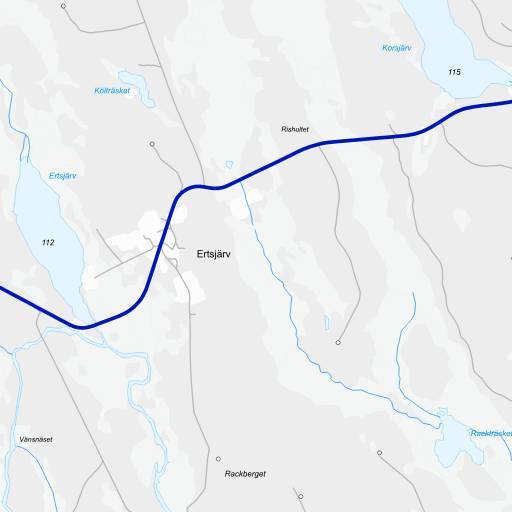 Korsjärv
115
Költräsket
Rishultet
Ertsjärv
112
Ertsjärv
Rackträsket
Vänsnäset
Rackberget